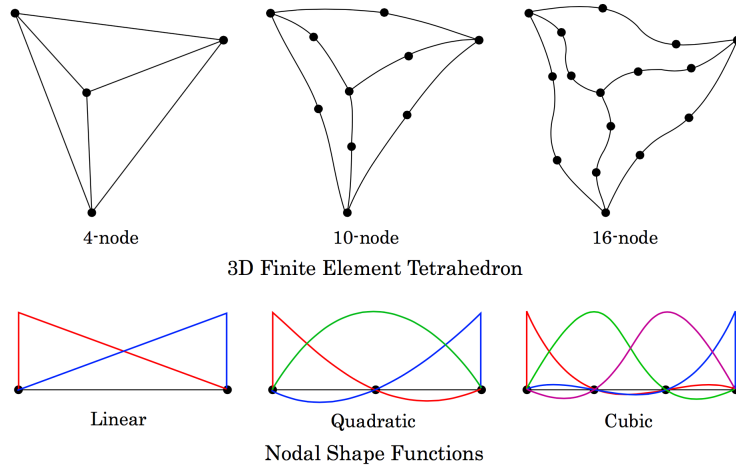 4-node 10-node 16-node
3D Finite Element Tetrahedron
Linear Quadratic Cubic
Nodal Shape Functions